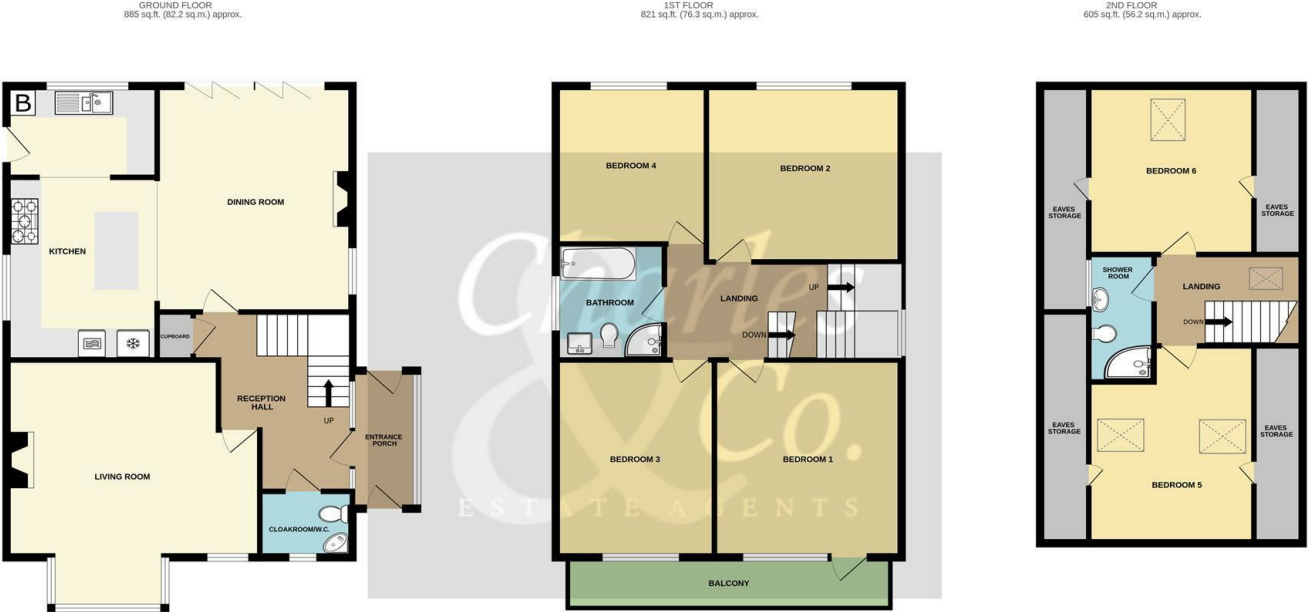 GROUND FLOOR
885 sq.ft. (82.2 sq.m.) approx.
B
DINING ROOM
KITCHEN
CUPBOARD
RECEPTION
HALL
UP
ENTRANCE
PORCH
LIVING ROOM
CLOAKROOM/W.C.
1ST FLOOR
821 sq.ft. (76.3 sq.m.) approx.
BEDROOM 4
BEDROOM 2
BATHROOM
LANDING
UP
DOWN
BEDROOM 3
BEDROOM 1
BALCONY
Charles
& Co.
ESTATE AGENTS
2ND FLOOR
605 sq.ft. (56.2 sq.m.) approx.
BEDROOM 6
EAVES
STORAGE
EAVES
STORAGE
SHOWER
ROOM
LANDING
DOWN
EAVES
STORAGE
EAVES
STORAGE
BEDROOM 5